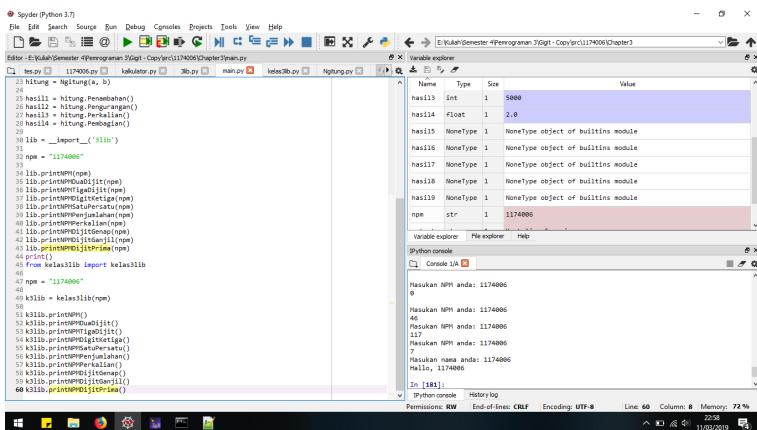 Spyder (Python 3.7)
File Edit Search Source Run Debug Consoles Projects Tools View Help
E:\Kuliah\Semester 4\Pemrograman 3\Gigit - Copy\src\1174006\Chapter3
Editor - E:\Kuliah\Semester 4\Pemrograman 3\Gigit - Copy\src\1174006\Chapter3\main.py
tes.py 1174006.py kalkulator.py 3lib.py main.py kelas3lib.py Ngitung.py
23 hitung = Ngitung(a, b)
24
25 hasil1 = hitung.Penambahan()
26 hasil2 = hitung.Pengurangan()
27 hasil3 = hitung.Perkalian()
28 hasil4 = hitung.Pembagian()
29
30 lib = __import__('3lib')
31
32 npm = "1174006"
33
34 lib.printNPM(npm)
35 lib.printNPMDuaDijit(npm)
36 lib.printNPMTigaDijit(npm)
37 lib.printNPMDigitKetiga(npm)
38 lib.printNPMSatuPersatu(npm)
39 lib.printNPMPenjumlahan(npm)
40 lib.printNPMPerkalian(npm)
41 lib.printNPMDijitGenap(npm)
42 lib.printNPMDijitGanjil(npm)
43 lib.printNPMDijitPrima(npm)
44 print()
45 from kelas3lib import kelas3lib
46
47 npm = "1174006"
48
49 k3lib = kelas3lib(npm)
50
51 k3lib.printNPM()
52 k3lib.printNPMDuaDijit()
53 k3lib.printNPMTigaDijit()
54 k3lib.printNPMDigitKetiga()
55 k3lib.printNPMSatuPersatu()
56 k3lib.printNPMPenjumlahan()
57 k3lib.printNPMPerkalian()
58 k3lib.printNPMDijitGenap()
59 k3lib.printNPMDijitGanjil()
60 k3lib.printNPMDijitPrima()
Variable explorer
Name Type Size Value
hasil3 int 1 5000
hasil4 float 1 2.0
hasil5 NoneType 1 NoneType object of builtins module
hasil6 NoneType 1 NoneType object of builtins module
hasil7 NoneType 1 NoneType object of builtins module
hasil8 NoneType 1 NoneType object of builtins module
hasil9 NoneType 1 NoneType object of builtins module
npm str 1 1174006
Variable explorer File explorer Help
IPython console
Console 1/A
Masukan NPM anda: 1174006
0
Masukan NPM anda: 1174006
46
Masukan NPM anda: 1174006
117
Masukan NPM anda: 1174006
7
Masukan nama anda: 1174006
Hallo, 1174006
In [181]:
IPython console History log
Permissions: RW End-of-lines: CRLF Encoding: UTF-8 Line: 60 Column: 8 Memory: 72 %
22:58
11/03/2019